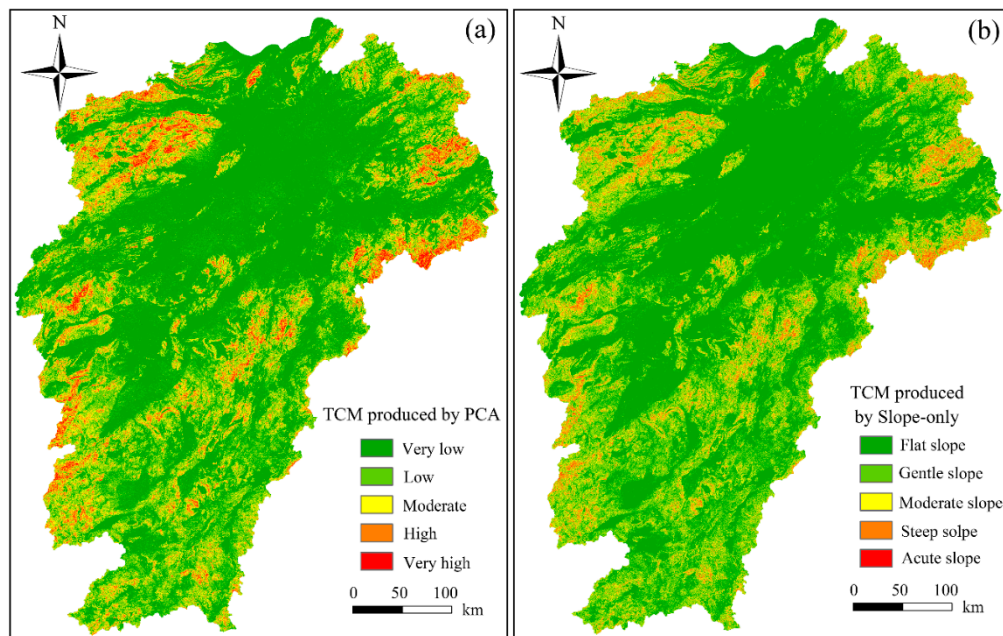 N
(a)
TCM produced by PCA
Very low
Low
Moderate
High
Very high
0 50 100
km
N
(b)
TCM produced
by Slope-only
Flat slope
Gentle slope
Moderate slope
Steep solpe
Acute slope
0 50 100
km